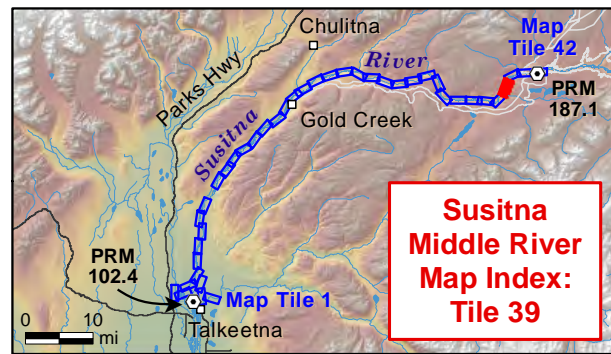 Chulitna
Map
Tile 42
Parks Hwy
River
PRM
187.1
Gold Creek
Susitna
Susitna
Middle River
Map Index:
Tile 39
PRM
102.4
Map Tile 1
0 10
mi
Talkeetna